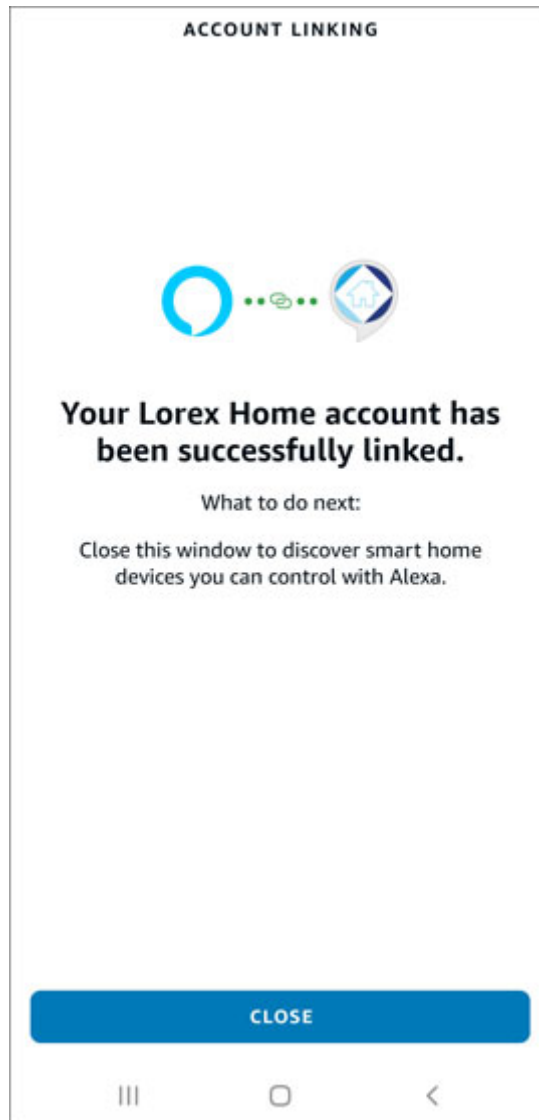 ACCOUNT LINKING
Your Lorex Home account has
been successfully linked.
What to do next:
Close this window to discover smart home
devices you can control with Alexa.
CLOSE